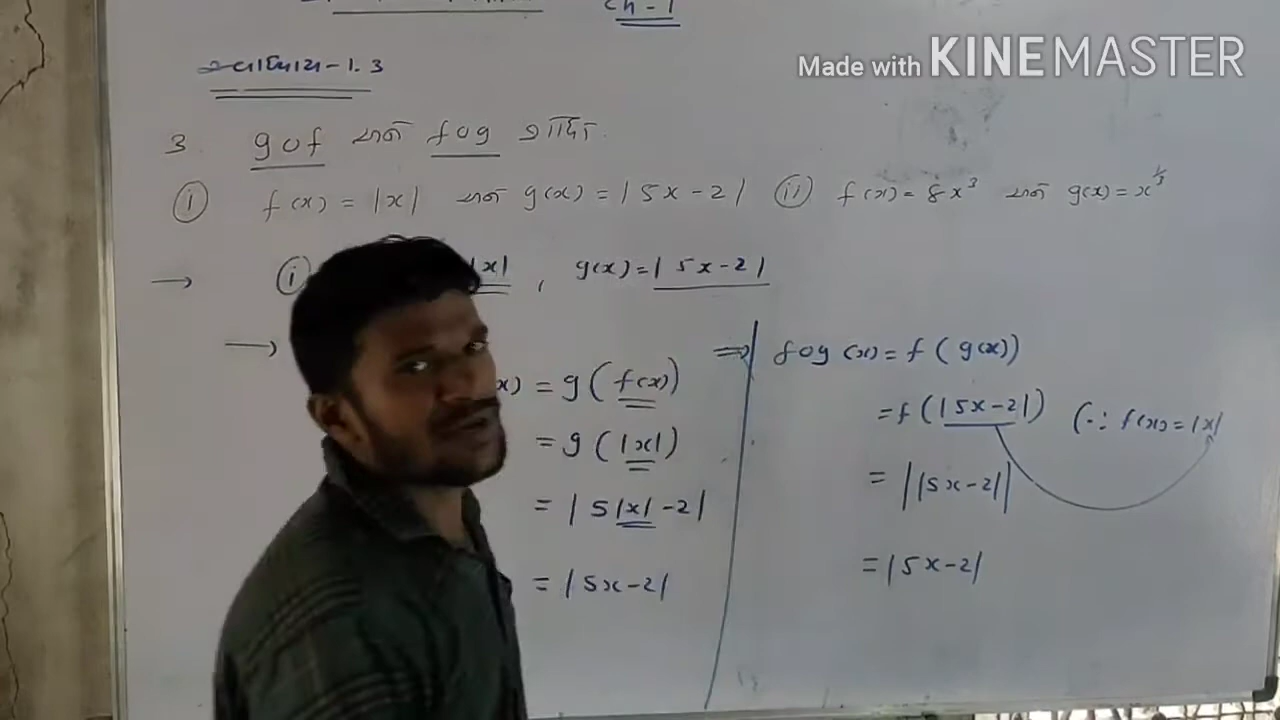 Ch - 1
Made with KINEMASTER
સ્વાધ્યાય - 1.3
3. gof અને fog શોધો.
(i) f(x) = |x| અને g(x) = |5x - 2| (ii) f(x) = 8x³ અને g(x) = x^(1/3)
→ (i) |x| , g(x) = |5x - 2|
→ x) = g(f(x))
= g(|x|)
= |5|x| - 2|
= |5x - 2|
⇒ fog(x) = f(g(x))
= f(|5x - 2|) (∵ f(x) = |x|
= ||5x - 2||
= |5x - 2|